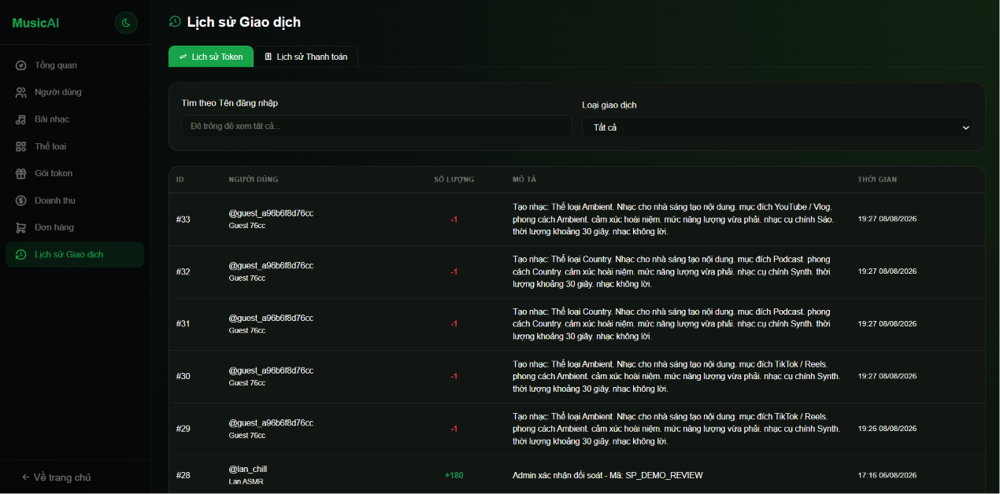 MusicAI
Tổng quan
Người dùng
Bài nhạc
Thể loại
Gói token
Doanh thu
Đơn hàng
Lịch sử Giao dịch
Về trang chủ
Lịch sử Giao dịch
Lịch sử Token
Lịch sử Thanh toán
Tìm theo Tên đăng nhập
Để trống để xem tất cả...
Loại giao dịch
Tất cả
ID NGƯỜI DÙNG SỐ LƯỢNG MÔ TẢ THỜI GIAN
#33
@guest_a96b6f8d76cc
Guest 76cc
-1
Tạo nhạc: Thể loại Ambient. Nhạc cho nhà sáng tạo nội dung. mục đích YouTube / Vlog.
phong cách Ambient. cảm xúc hoài niệm. mức năng lượng vừa phải. nhạc cụ chính Sáo.
thời lượng khoảng 30 giây. nhạc không lời.
19:27 08/08/2026
#32
@guest_a96b6f8d76cc
Guest 76cc
-1
Tạo nhạc: Thể loại Country. Nhạc cho nhà sáng tạo nội dung. mục đích Podcast. phong
cách Country. cảm xúc hoài niệm. mức năng lượng vừa phải. nhạc cụ chính Synth. thời
lượng khoảng 30 giây. nhạc không lời.
19:27 08/08/2026
#31
@guest_a96b6f8d76cc
Guest 76cc
-1
Tạo nhạc: Thể loại Country. Nhạc cho nhà sáng tạo nội dung. mục đích Podcast. phong
cách Country. cảm xúc hoài niệm. mức năng lượng vừa phải. nhạc cụ chính Synth. thời
lượng khoảng 30 giây. nhạc không lời.
19:27 08/08/2026
#30
@guest_a96b6f8d76cc
Guest 76cc
-1
Tạo nhạc: Thể loại Ambient. Nhạc cho nhà sáng tạo nội dung. mục đích TikTok / Reels.
phong cách Ambient. cảm xúc hoài niệm. mức năng lượng vừa phải. nhạc cụ chính Synth.
thời lượng khoảng 30 giây. nhạc không lời.
19:27 08/08/2026
#29
@guest_a96b6f8d76cc
Guest 76cc
-1
Tạo nhạc: Thể loại Ambient. Nhạc cho nhà sáng tạo nội dung. mục đích TikTok / Reels.
phong cách Ambient. cảm xúc hoài niệm. mức năng lượng vừa phải. nhạc cụ chính Synth.
thời lượng khoảng 30 giây. nhạc không lời.
19:26 08/08/2026
#28
@lan_chill
Lan ASMR
+180
Admin xác nhận đối soát - Mã: SP_DEMO_REVIEW
17:16 06/08/2026